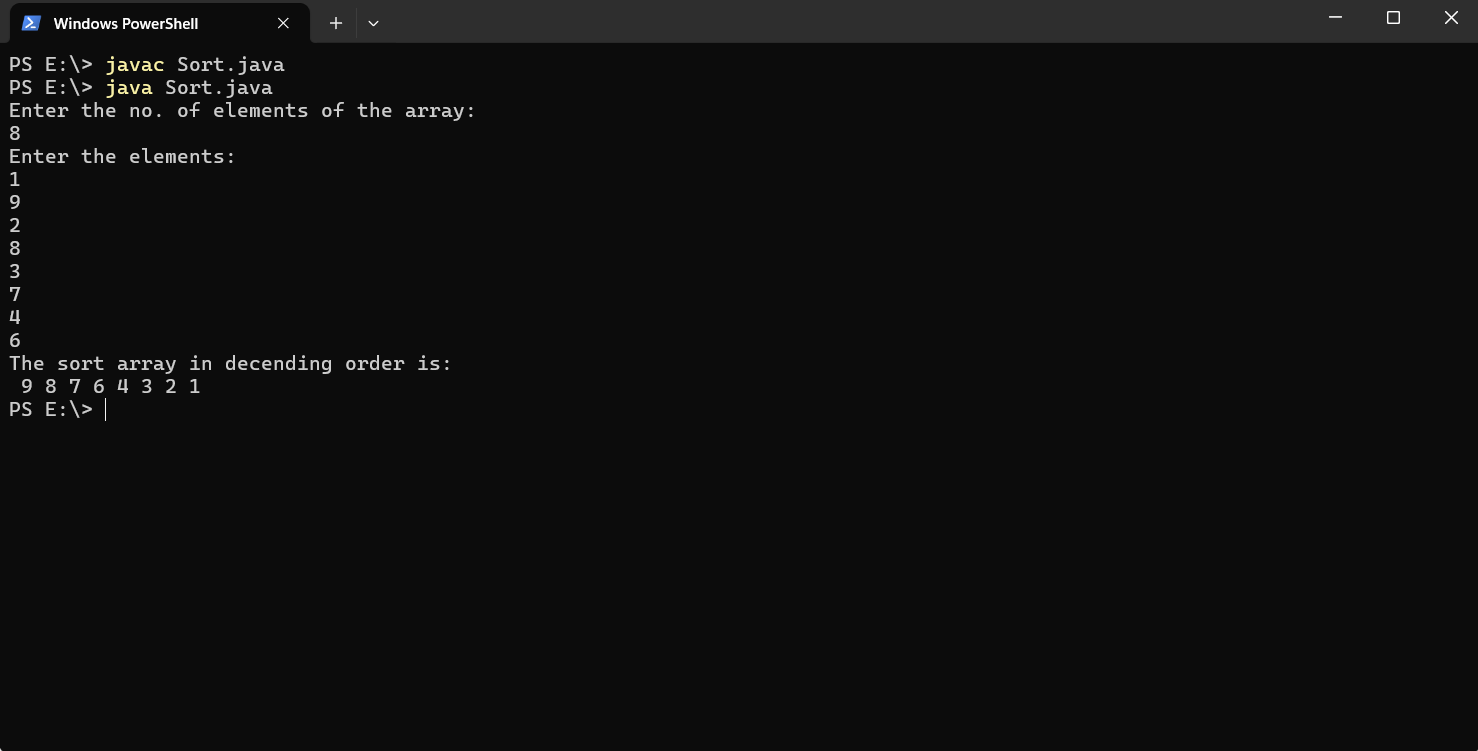 Windows PowerShell
PS E:\> javac Sort.java
PS E:\> java Sort.java
Enter the no. of elements of the array:
8
Enter the elements:
1
9
2
8
3
7
4
6
The sort array in decending order is:
 9 8 7 6 4 3 2 1
PS E:\>